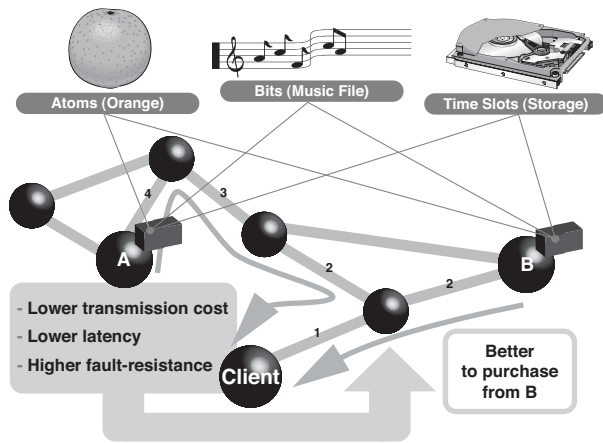 Atoms (Orange)
Bits (Music File)
Time Slots (Storage)
4
3
A
B
2
2
- Lower transmission cost
- Lower latency
- Higher fault-resistance
1
Client
Better
to purchase
from B